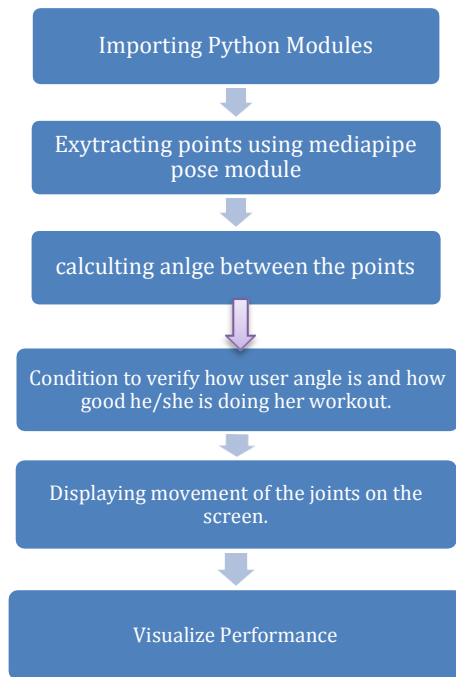 Importing Python Modules
Exytracting points using mediapipe
pose module
calculting anlge between the points
Condition to verify how user angle is and how
good he/she is doing her workout.
Displaying movement of the joints on the
screen.
Visualize Performance